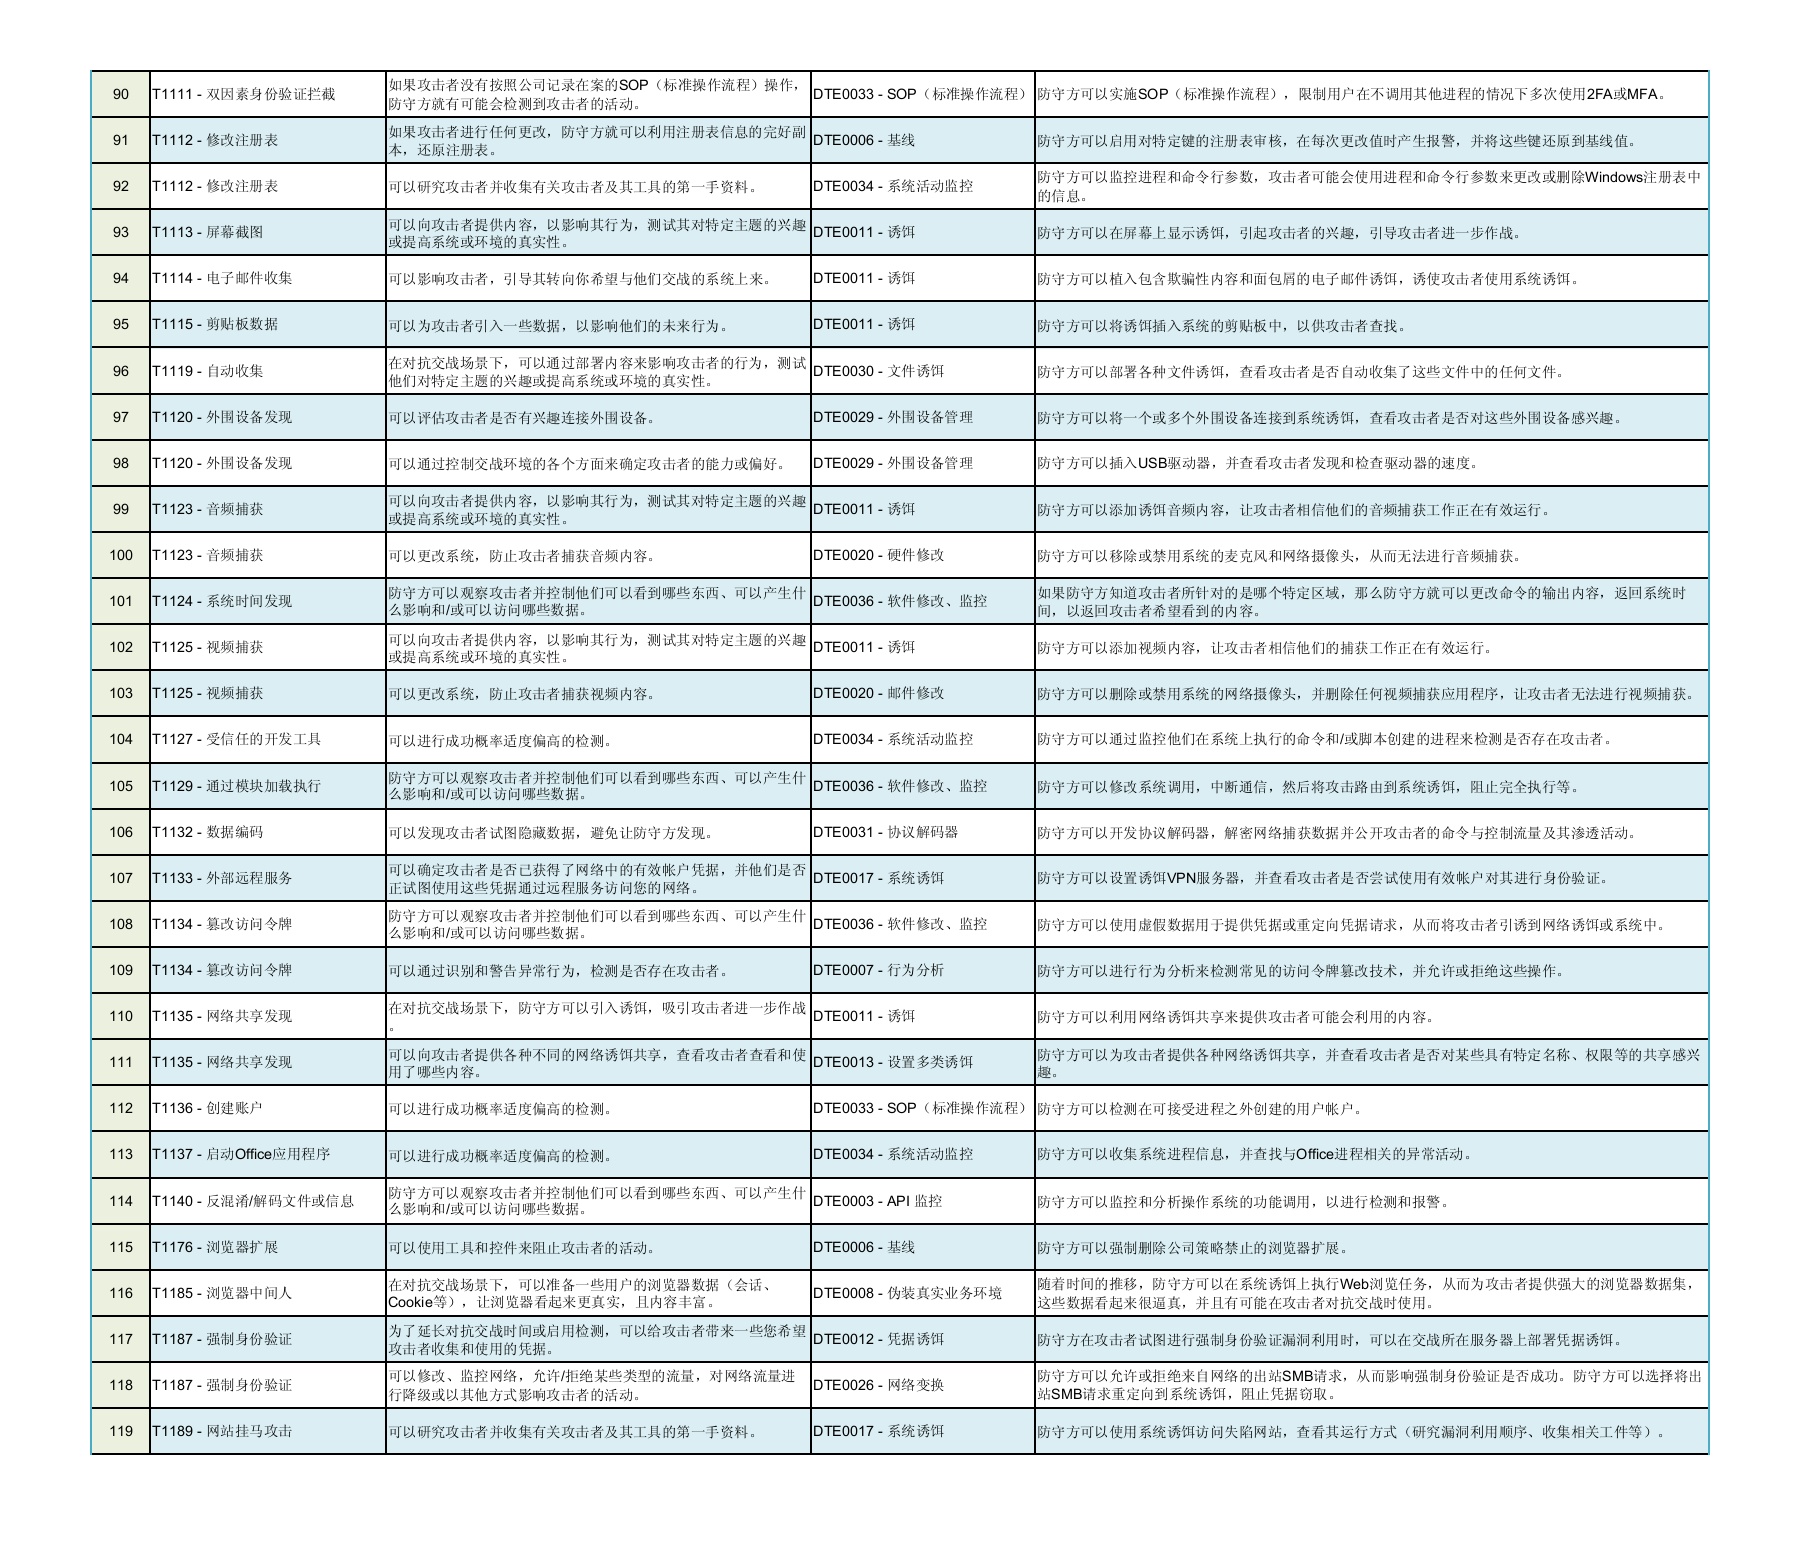 90 T1111 - 双因素身份验证拦截 如果攻击者没有按照公司记录在案的SOP（标准操作流程）操作，防守方就有可能会检测到攻击者的活动。 DTE0033 - SOP（标准操作流程） 防守方可以实施SOP（标准操作流程），限制用户在不调用其他进程的情况下多次使用2FA或MFA。
91 T1112 - 修改注册表 如果攻击者进行任何更改，防守方就可以利用注册表信息的完好副本，还原注册表。 DTE0006 - 基线 防守方可以启用对特定键的注册表审核，在每次更改值时产生报警，并将这些键还原到基线值。
92 T1112 - 修改注册表 可以研究攻击者并收集有关攻击者及其工具的第一手资料。 DTE0034 - 系统活动监控 防守方可以监控进程和命令行参数，攻击者可能会使用进程和命令行参数来更改或删除Windows注册表中的信息。
93 T1113 - 屏幕截图 可以向攻击者提供内容，以影响其行为，测试其对特定主题的兴趣或提高系统或环境的真实性。 DTE0011 - 诱饵 防守方可以在屏幕上显示诱饵，引起攻击者的兴趣，引导攻击者进一步作战。
94 T1114 - 电子邮件收集 可以影响攻击者，引导其转向你希望与他们交战的系统上来。 DTE0011 - 诱饵 防守方可以植入包含欺骗性内容和面包屑的电子邮件诱饵，诱使攻击者使用系统诱饵。
95 T1115 - 剪贴板数据 可以为攻击者引入一些数据，以影响他们的未来行为。 DTE0011 - 诱饵 防守方可以将诱饵插入系统的剪贴板中，以供攻击者查找。
96 T1119 - 自动收集 在对抗交战场景下，可以通过部署内容来影响攻击者的行为，测试他们对特定主题的兴趣或提高系统或环境的真实性。 DTE0030 - 文件诱饵 防守方可以部署各种文件诱饵，查看攻击者是否自动收集了这些文件中的任何文件。
97 T1120 - 外围设备发现 可以评估攻击者是否有兴趣连接外围设备。 DTE0029 - 外围设备管理 防守方可以将一个或多个外围设备连接到系统诱饵，查看攻击者是否对这些外围设备感兴趣。
98 T1120 - 外围设备发现 可以通过控制交战环境的各个方面来确定攻击者的能力或偏好。 DTE0029 - 外围设备管理 防守方可以插入USB驱动器，并查看攻击者发现和检查驱动器的速度。
99 T1123 - 音频捕获 可以向攻击者提供内容，以影响其行为，测试其对特定主题的兴趣或提高系统或环境的真实性。 DTE0011 - 诱饵 防守方可以添加诱饵音频内容，让攻击者相信他们的音频捕获工作正在有效运行。
100 T1123 - 音频捕获 可以更改系统，防止攻击者捕获音频内容。 DTE0020 - 硬件修改 防守方可以移除或禁用系统的麦克风和网络摄像头，从而无法进行音频捕获。
101 T1124 - 系统时间发现 防守方可以观察攻击者并控制他们可以看到哪些东西、可以产生什么影响和/或可以访问哪些数据。 DTE0036 - 软件修改、监控 如果防守方知道攻击者所针对的是哪个特定区域，那么防守方就可以更改命令的输出内容，返回系统时间，以返回攻击者希望看到的内容。
102 T1125 - 视频捕获 可以向攻击者提供内容，以影响其行为，测试其对特定主题的兴趣或提高系统或环境的真实性。 DTE0011 - 诱饵 防守方可以添加视频内容，让攻击者相信他们的捕获工作正在有效运行。
103 T1125 - 视频捕获 可以更改系统，防止攻击者捕获视频内容。 DTE0020 - 邮件修改 防守方可以删除或禁用系统的网络摄像头，并删除任何视频捕获应用程序，让攻击者无法进行视频捕获。
104 T1127 - 受信任的开发工具 可以进行成功概率适度偏高的检测。 DTE0034 - 系统活动监控 防守方可以通过监控他们在系统上执行的命令和/或脚本创建的进程来检测是否存在攻击者。
105 T1129 - 通过模块加载执行 防守方可以观察攻击者并控制他们可以看到哪些东西、可以产生什么影响和/或可以访问哪些数据。 DTE0036 - 软件修改、监控 防守方可以修改系统调用，中断通信，然后将攻击路由到系统诱饵，阻止完全执行等。
106 T1132 - 数据编码 可以发现攻击者试图隐藏数据，避免让防守方发现。 DTE0031 - 协议解码器 防守方可以开发协议解码器，解密网络捕获数据并公开攻击者的命令与控制流量及其渗透活动。
107 T1133 - 外部远程服务 可以确定攻击者是否已获得了网络中的有效帐户凭据，并他们是否正试图使用这些凭据通过远程服务访问您的网络。 DTE0017 - 系统诱饵 防守方可以设置诱饵VPN服务器，并查看攻击者是否尝试使用有效帐户对其进行身份验证。
108 T1134 - 篡改访问令牌 防守方可以观察攻击者并控制他们可以看到哪些东西、可以产生什么影响和/或可以访问哪些数据。 DTE0036 - 软件修改、监控 防守方可以使用虚假数据用于提供凭据或重定向凭据请求，从而将攻击者引诱到网络诱饵或系统中。
109 T1134 - 篡改访问令牌 可以通过识别和警告异常行为，检测是否存在攻击者。 DTE0007 - 行为分析 防守方可以进行行为分析来检测常见的访问令牌篡改技术，并允许或拒绝这些操作。
110 T1135 - 网络共享发现 在对抗交战场景下，防守方可以引入诱饵，吸引攻击者进一步作战。 DTE0011 - 诱饵 防守方可以利用网络诱饵共享来提供攻击者可能会利用的内容。
111 T1135 - 网络共享发现 可以向攻击者提供各种不同的网络诱饵共享，查看攻击者查看和使用了哪些内容。 DTE0013 - 设置多类诱饵 防守方可以为攻击者提供各种网络诱饵共享，并查看攻击者是否对某些具有特定名称、权限等的共享感兴趣。
112 T1136 - 创建账户 可以进行成功概率适度偏高的检测。 DTE0033 - SOP（标准操作流程） 防守方可以检测在可接受进程之外创建的用户帐户。
113 T1137 - 启动Office应用程序 可以进行成功概率适度偏高的检测。 DTE0034 - 系统活动监控 防守方可以收集系统进程信息，并查找与Office进程相关的异常活动。
114 T1140 - 反混淆/解码文件或信息 防守方可以观察攻击者并控制他们可以看到哪些东西、可以产生什么影响和/或可以访问哪些数据。 DTE0003 - API 监控 防守方可以监控和分析操作系统的功能调用，以进行检测和报警。
115 T1176 - 浏览器扩展 可以使用工具和控件来阻止攻击者的活动。 DTE0006 - 基线 防守方可以强制删除公司策略禁止的浏览器扩展。
116 T1185 - 浏览器中间人 在对抗交战场景下，可以准备一些用户的浏览器数据（会话、Cookie等），让浏览器看起来更真实，且内容丰富。 DTE0008 - 伪装真实业务环境 随着时间的推移，防守方可以在系统诱饵上执行Web浏览任务，从而为攻击者提供强大的浏览器数据集，这些数据看起来很逼真，并且有可能在攻击者对抗交战时使用。
117 T1187 - 强制身份验证 为了延长对抗交战时间或启用检测，可以给攻击者带来一些您希望攻击者收集和使用的凭据。 DTE0012 - 凭据诱饵 防守方在攻击者试图进行强制身份验证漏洞利用时，可以在交战所在服务器上部署凭据诱饵。
118 T1187 - 强制身份验证 可以修改、监控网络，允许/拒绝某些类型的流量，对网络流量进行降级或以其他方式影响攻击者的活动。 DTE0026 - 网络变换 防守方可以允许或拒绝来自网络的出站SMB请求，从而影响强制身份验证是否成功。防守方可以选择将出站SMB请求重定向到系统诱饵，阻止凭据窃取。
119 T1189 - 网站挂马攻击 可以研究攻击者并收集有关攻击者及其工具的第一手资料。 DTE0017 - 系统诱饵 防守方可以使用系统诱饵访问失陷网站，查看其运行方式（研究漏洞利用顺序、收集相关工件等）。